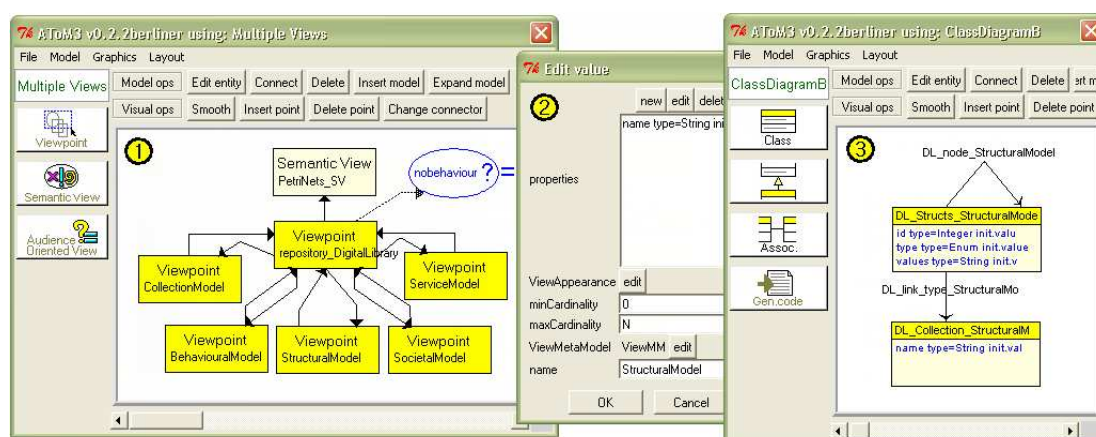 AToM3 v0.2.2berliner using: Multiple Views
File Model Graphics Layout
Multiple Views
Model ops Edit entity Connect Delete Insert model Expand model
Visual ops Smooth Insert point Delete point Change connector
Viewpoint
Semantic View
Audience
Oriented View
1
Semantic View
PetriNets_SV
nobehaviour ? =
Viewpoint
repository_DigitalLibrary
Viewpoint
CollectionModel
Viewpoint
ServiceModel
Viewpoint
BehaviouralModel
Viewpoint
StructuralModel
Viewpoint
SocietalModel
Edit value
2
new edit delet
name type=String ini
properties
ViewAppearance edit
minCardinality 0
maxCardinality N
ViewMetaModel ViewMM edit
name StructuralModel
OK Cancel
AToM3 v0.2.2berliner using: ClassDiagramB
File Model Graphics Layout
ClassDiagramB
Model ops Edit entity Connect Delete ert m
Visual ops Smooth Insert point Delete point
Class
Assoc.
Gen.code
3
DL_node_StructuralModel
DL_Structs_StructuralMode
id type=Integer init.valu
type type=Enum init.value
values type=String init.v
DL_link_type_StructuralMo
DL_Collection_StructuralM
name type=String init.val